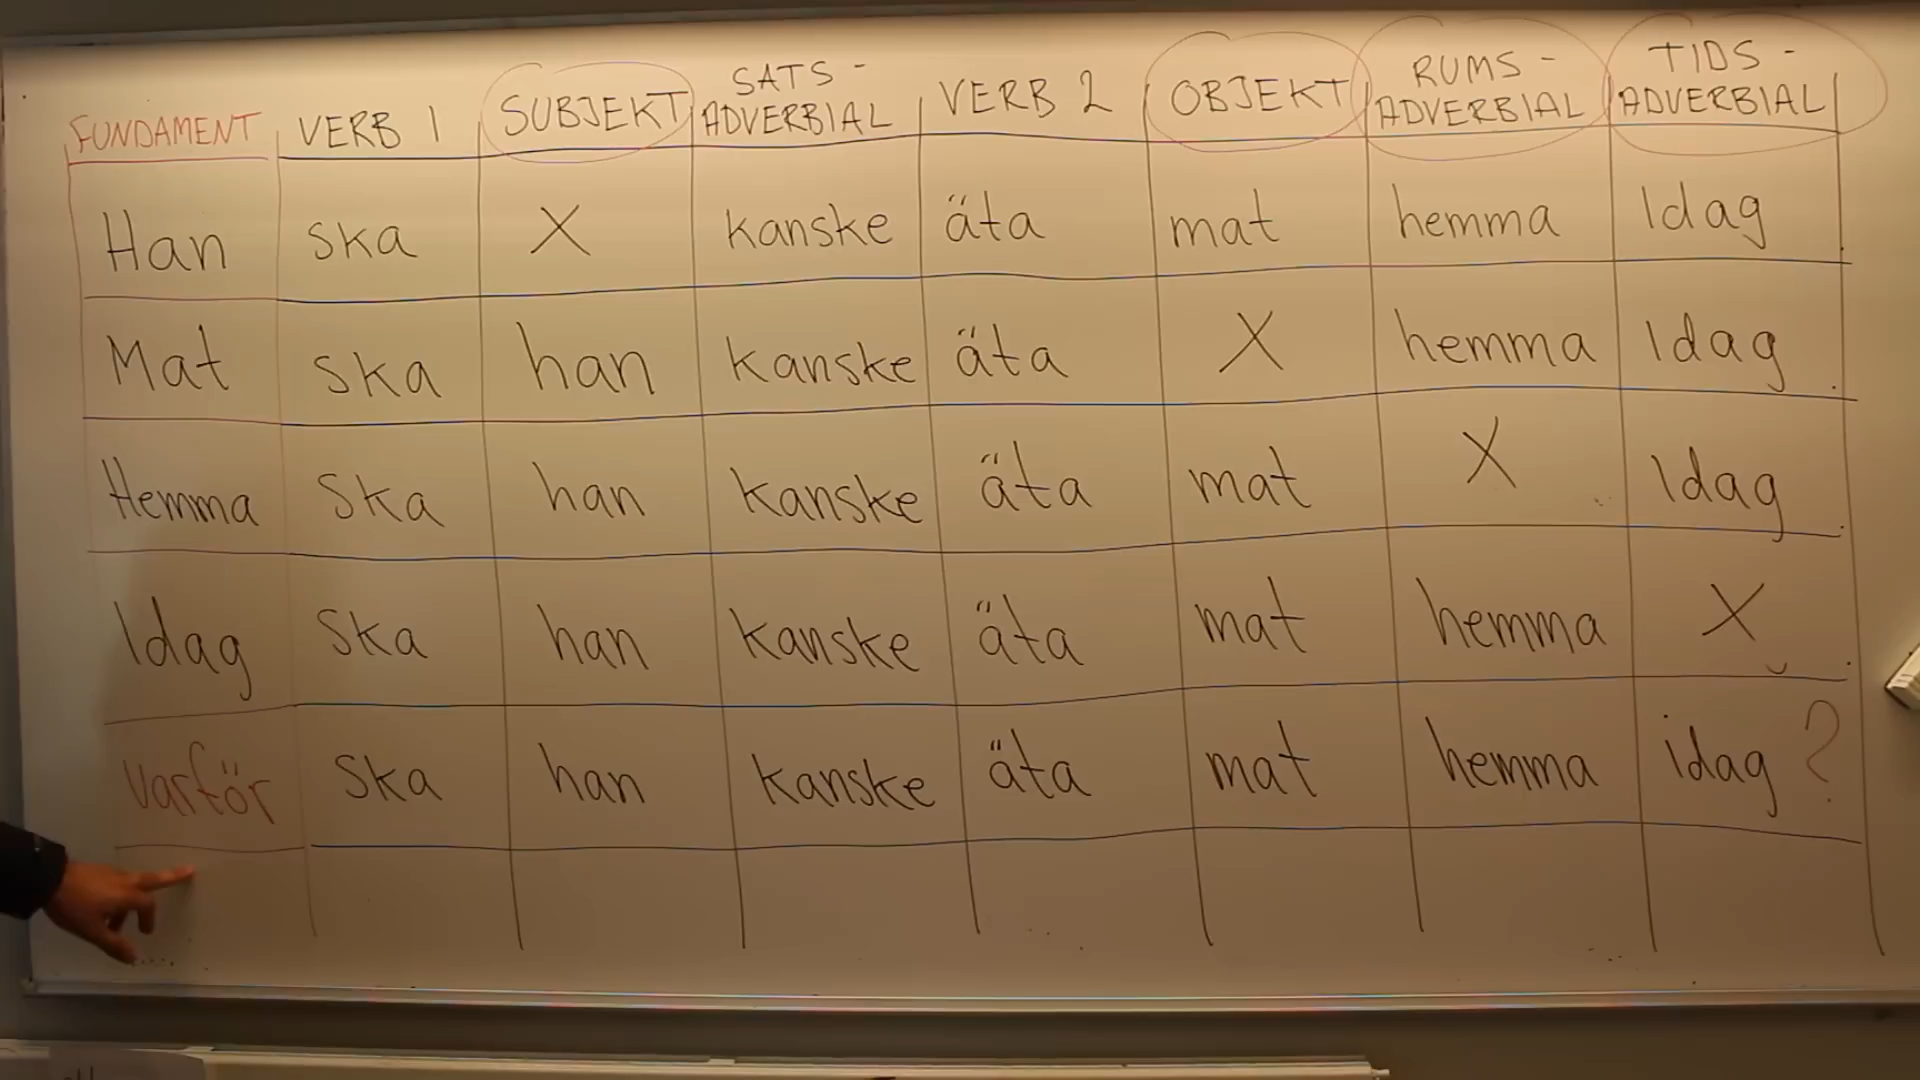 FUNDAMENT VERB 1 SUBJEKT SATS-ADVERBIAL VERB 2 OBJEKT RUMS-ADVERBIAL TIDS-ADVERBIAL
Han ska X kanske äta mat hemma Idag.
Mat ska han kanske äta X hemma Idag.
Hemma ska han kanske äta mat X Idag.
Idag ska han kanske äta mat hemma X.
Varför ska han kanske äta mat hemma idag?